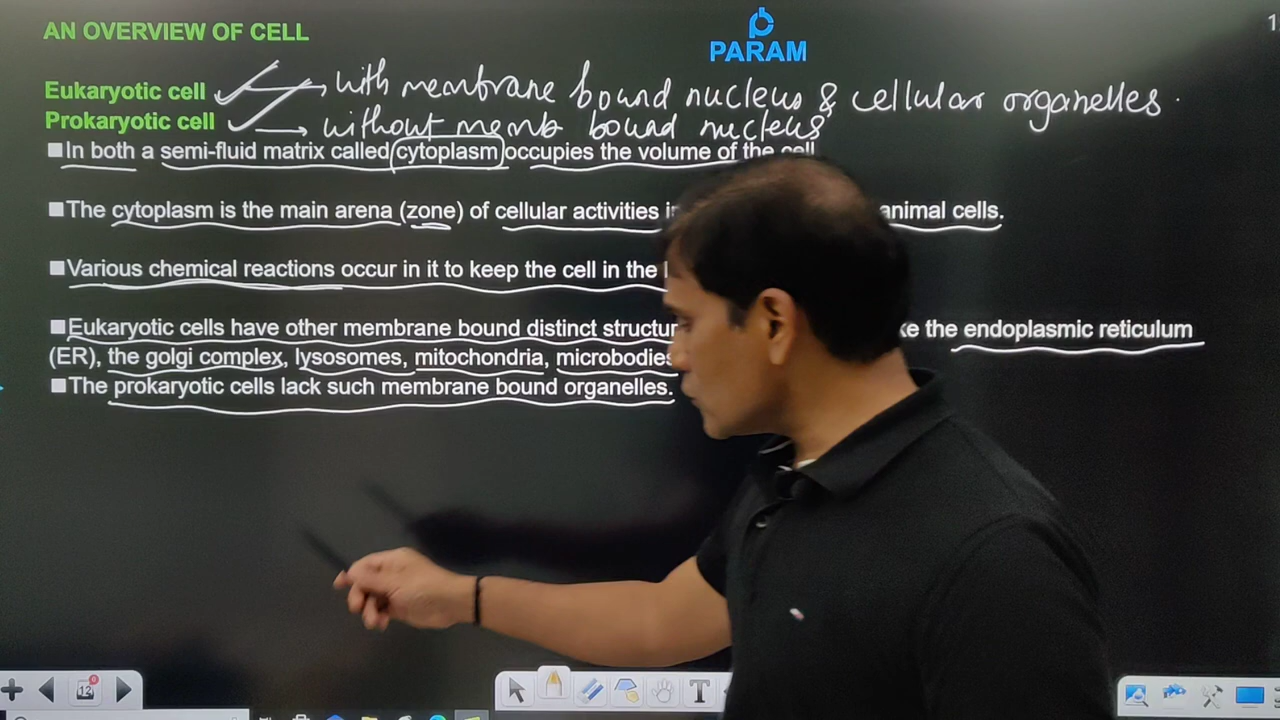 AN OVERVIEW OF CELL
PARAM
1
Eukaryotic cell with membrane bound nucleus & cellular organelles.
Prokaryotic cell without memb bound nucleus
In both a semi-fluid matrix called cytoplasm occupies the volume of the cell
The cytoplasm is the main arena (zone) of cellular activities animal cells.
Various chemical reactions occur in it to keep the cell in the
Eukaryotic cells have other membrane bound distinct the endoplasmic reticulum
(ER), the golgi complex, lysosomes, mitochondria, microbodies
The prokaryotic cells lack such membrane bound organelles.
12
T